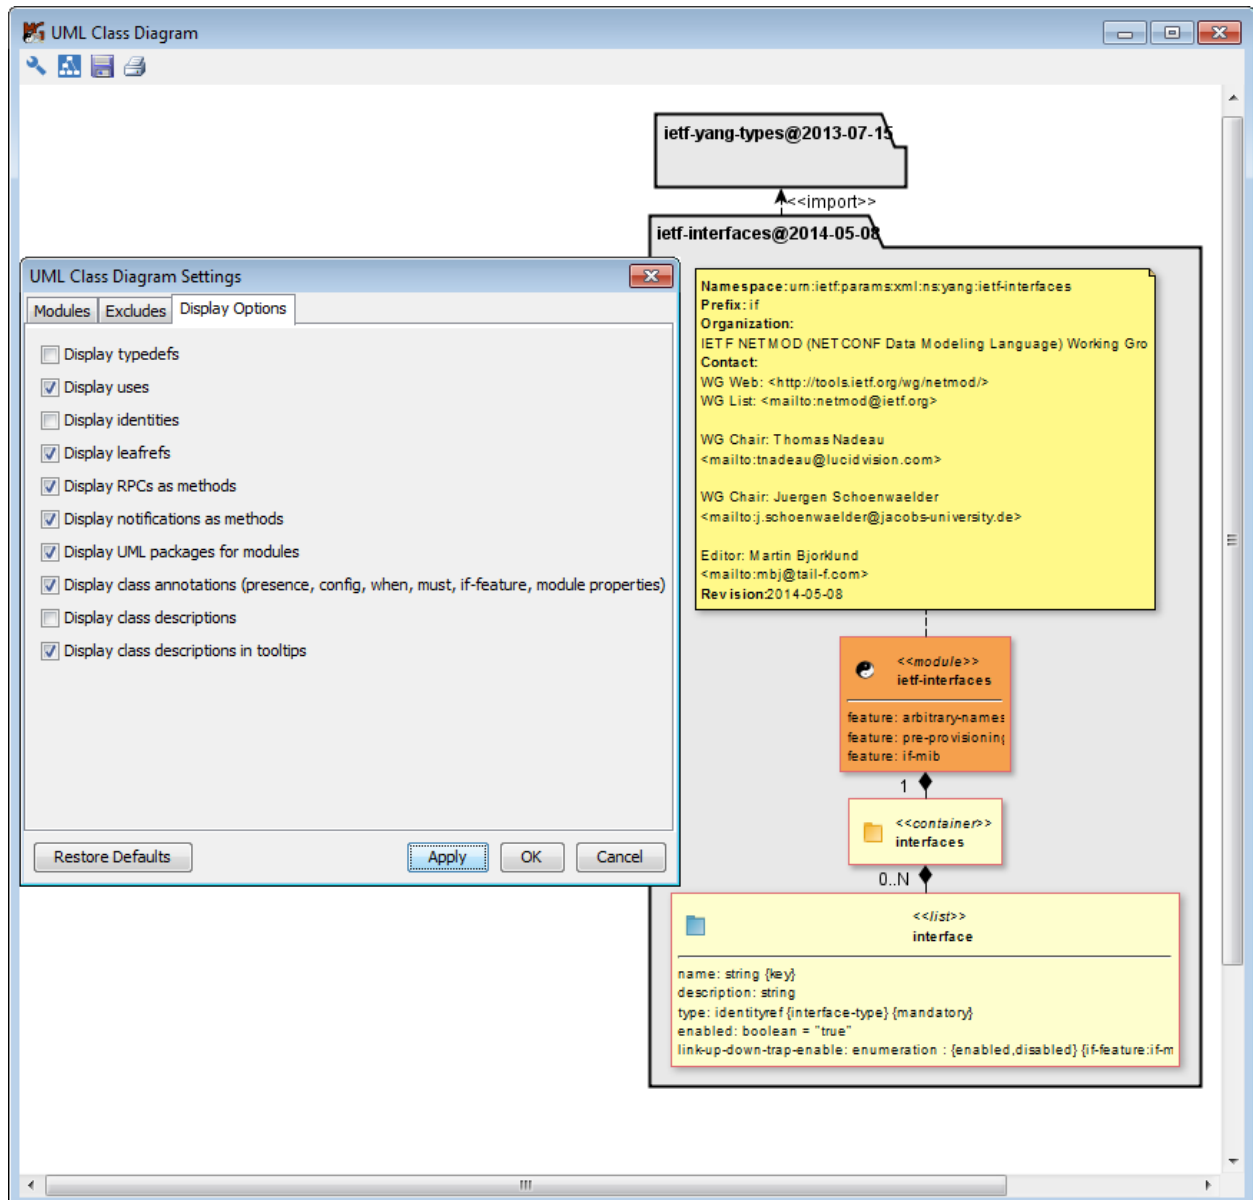 UML Class Diagram
ietf-yang-types@2013-07-15
<<import>>
ietf-interfaces@2014-05-08
UML Class Diagram Settings
Modules
Excludes
Display Options
Display typedefs
Display uses
Display identities
Display leafrefs
Display RPCs as methods
Display notifications as methods
Display UML packages for modules
Display class annotations (presence, config, when, must, if-feature, module properties)
Display class descriptions
Display class descriptions in tooltips
Restore Defaults
Apply
OK
Cancel
Namespace:urn:ietf:params:xml:ns:yang:ietf-interfaces
Prefix: if
Organization:
IETF NETMOD (NETCONF Data Modeling Language) Working Gro
Contact:
WG Web: <http://tools.ietf.org/wg/netmod/>
WG List: <mailto:netmod@ietf.org>
WG Chair: Thomas Nadeau
<mailto:tnadeau@lucidvision.com>
WG Chair: Juergen Schoenwaelder
<mailto:j.schoenwaelder@jacobs-university.de>
Editor: Martin Bjorklund
<mailto:mbj@tail-f.com>
Revision:2014-05-08
<<module>>
ietf-interfaces
feature: arbitrary-names
feature: pre-provisioning
feature: if-mib
1
<<container>>
interfaces
0..N
<<list>>
interface
name: string {key}
description: string
type: identityref {interface-type} {mandatory}
enabled: boolean = "true"
link-up-down-trap-enable: enumeration : {enabled,disabled} {if-feature:if-m